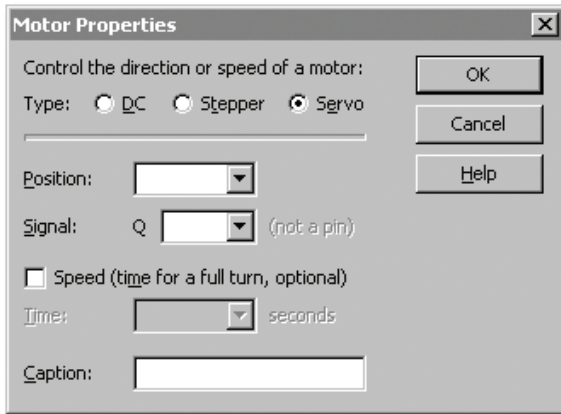 Motor Properties
Control the direction or speed of a motor:
OK
Type: DC Stepper Servo
Cancel
Position:
Help
Signal: Q (not a pin)
Speed (time for a full turn, optional)
Time: seconds
Caption: